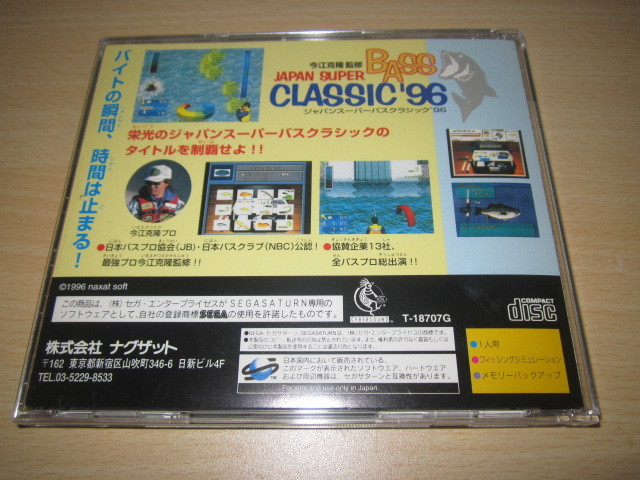 バイトの瞬間、時間は止まる!
今江克隆 監修
JAPAN SUPER BASS
CLASSIC '96
ジャパンスーパーバスクラシック '96
栄光のジャパンスーパーバスクラシックの
タイトルを制覇せよ!!
今江克隆プロ
●日本バスプロ協会(JB)・日本バスクラブ(NBC)公認!
最強プロ今江克隆監修!!
●協賛企業13社、
全バスプロ総出演!!
©1996 naxat soft
この商品は、(株)セガ・エンタープライゼスがSEGASATURN専用の
ソフトウェアとして、自社の登録商標SEGAの使用を許諾したものです。
T-18707G
COMPACT
disc
株式会社 ナグザット
〒162 東京都新宿区山吹町346-6 日新ビル4F
TEL.03-5229-8533
日本国内において販売されている、
このマークが表示されたソフトウエア、ハードウエア
および周辺機器は、セガサターンと互換性があります。
For sale and use only in Japan
●1人用
●フィッシングシミュレーション
●メモリーバックアップ